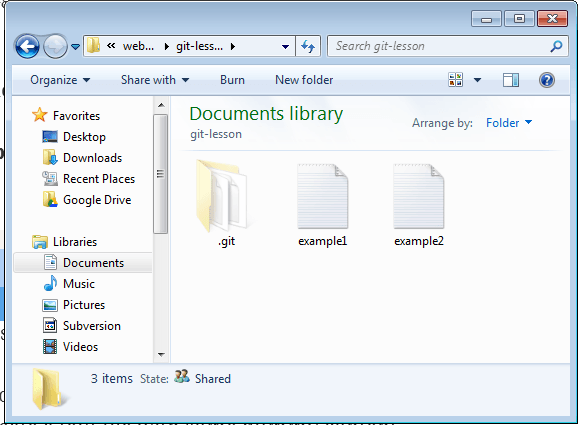 web... git-less... Search git-lesson
Organize Share with Burn New folder
Favorites
Desktop
Downloads
Recent Places
Google Drive
Libraries
Documents
Music
Pictures
Subversion
Videos
Documents library
git-lesson
Arrange by: Folder
.git example1 example2
3 items State: Shared